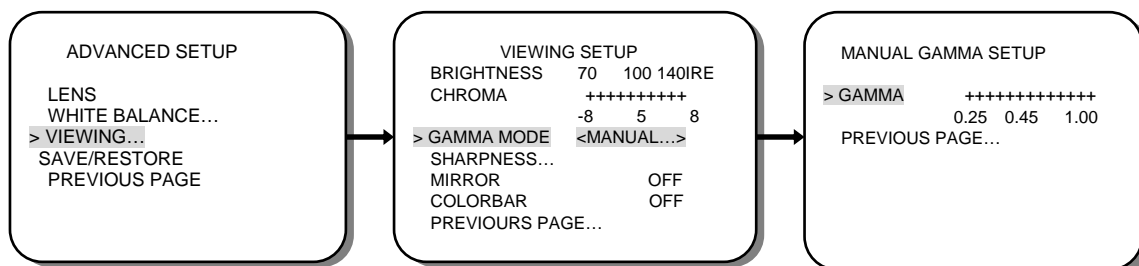 ADVANCED SETUP
LENS
WHITE BALANCE…
> VIEWING…
SAVE/RESTORE
PREVIOUS PAGE
VIEWING SETUP
BRIGHTNESS 70 100 140IRE
CHROMA ++++++++++
-8 5 8
> GAMMA MODE <MANUAL…>
SHARPNESS…
MIRROR OFF
COLORBAR OFF
PREVIOURS PAGE…
MANUAL GAMMA SETUP
> GAMMA +++++++++++++
0.25 0.45 1.00
PREVIOUS PAGE…